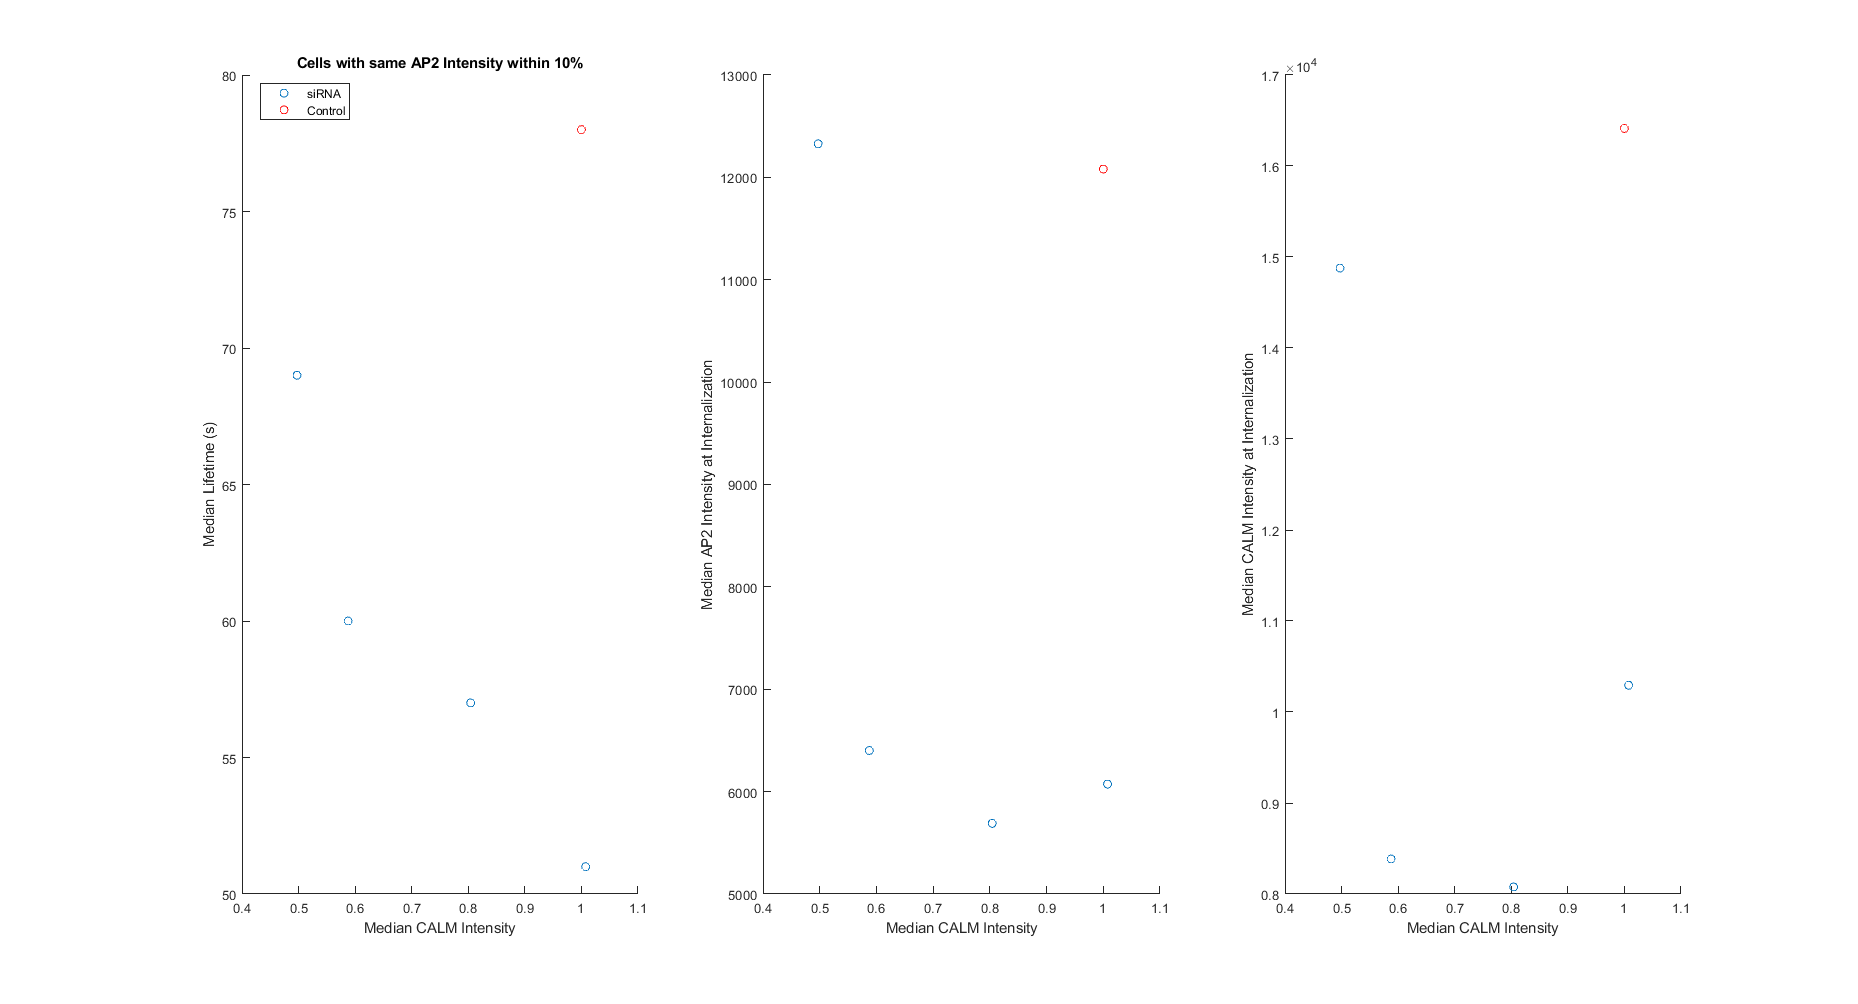 Cells with same AP2 Intensity within 10%
siRNA
Control
80
75
70
65
60
55
50
Median Lifetime (s)
0.4 0.5 0.6 0.7 0.8 0.9 1 1.1
Median CALM Intensity
13000
12000
11000
10000
9000
8000
7000
6000
5000
Median AP2 Intensity at Internalization
0.4 0.5 0.6 0.7 0.8 0.9 1 1.1
Median CALM Intensity
×10⁴
1.7
1.6
1.5
1.4
1.3
1.2
1.1
1
0.9
0.8
Median CALM Intensity at Internalization
0.4 0.5 0.6 0.7 0.8 0.9 1 1.1
Median CALM Intensity